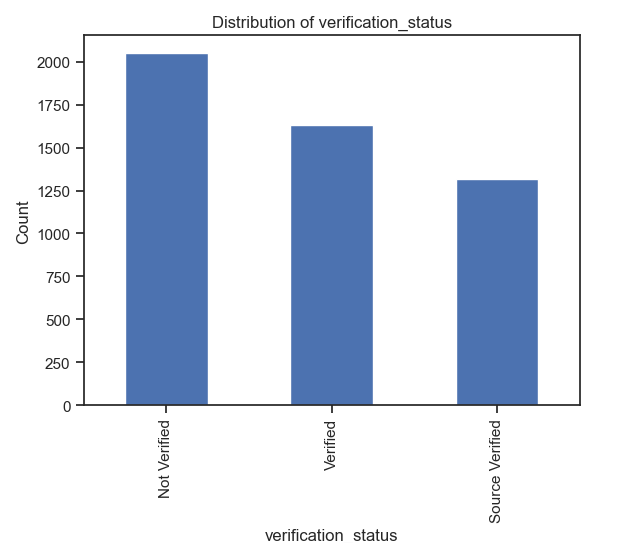 Distribution of verification_status
2000
1750
1500
1250
1000
750
500
250
0
Count
Not Verified
Verified
Source Verified
verification_status